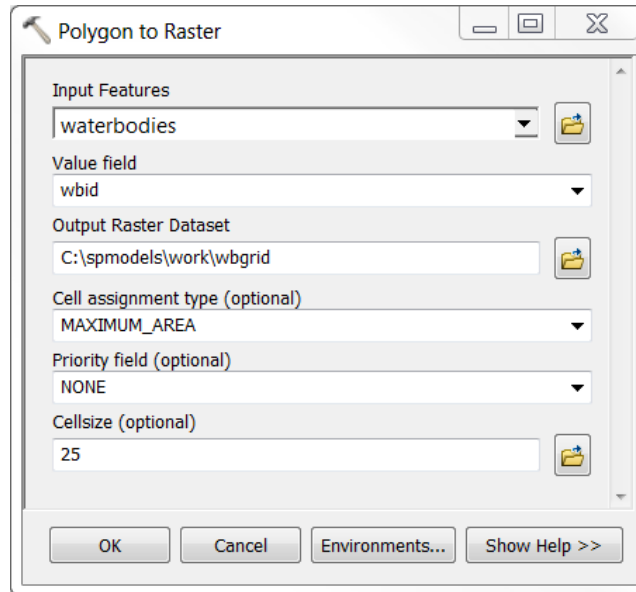 Polygon to Raster
Input Features
waterbodies
Value field
wbid
Output Raster Dataset
C:\spmodels\work\wbgrid
Cell assignment type (optional)
MAXIMUM_AREA
Priority field (optional)
NONE
Cellsize (optional)
25
OK Cancel Environments... Show Help >>